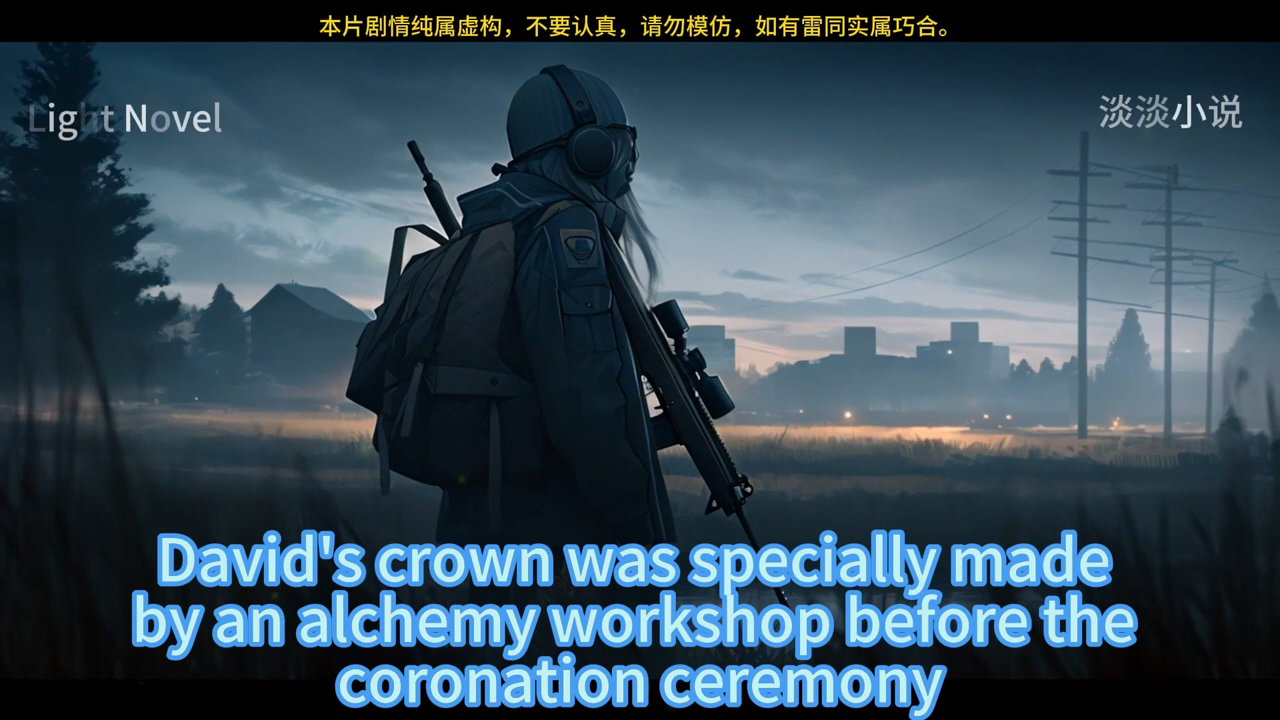 本片剧情纯属虚构，不要认真，请勿模仿，如有雷同实属巧合。
Light Novel
淡淡小说
David's crown was specially made
by an alchemy workshop before the
coronation ceremony